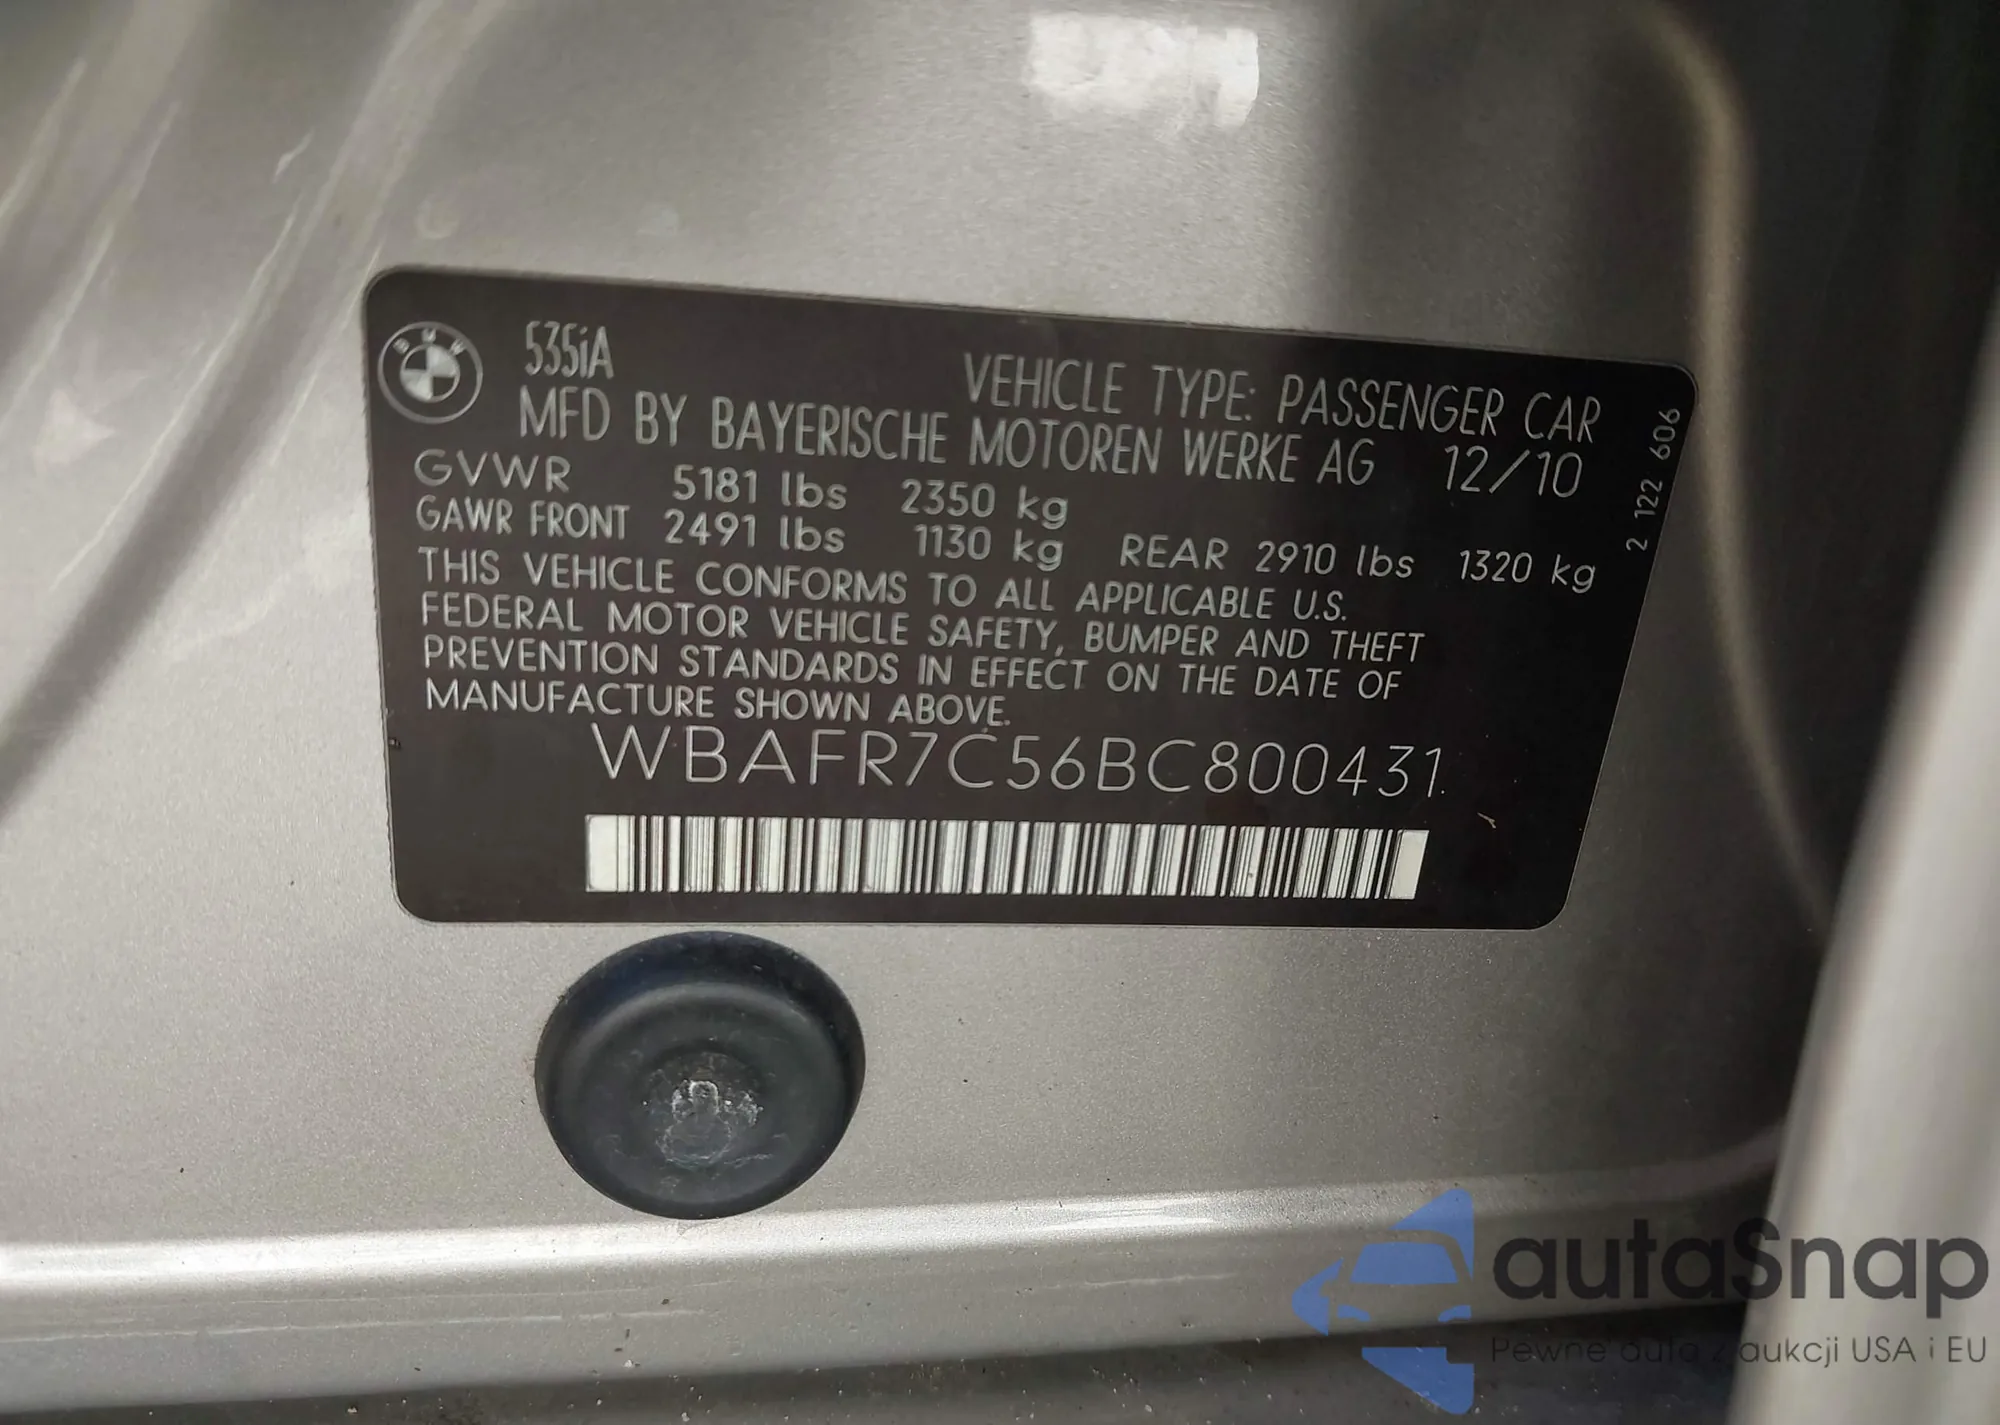 BMW
535iA
VEHICLE TYPE: PASSENGER CAR
MFD BY BAYERISCHE MOTOREN WERKE AG 12/10
GVWR 5181 lbs 2350 kg
GAWR FRONT 2491 lbs 1130 kg REAR 2910 lbs 1320 kg
THIS VEHICLE CONFORMS TO ALL APPLICABLE U.S.
FEDERAL MOTOR VEHICLE SAFETY, BUMPER AND THEFT
PREVENTION STANDARDS IN EFFECT ON THE DATE OF
MANUFACTURE SHOWN ABOVE.
WBAFR7C56BC800431
2 122 606
autaSnap
Pewne auta z aukcji USA i EU